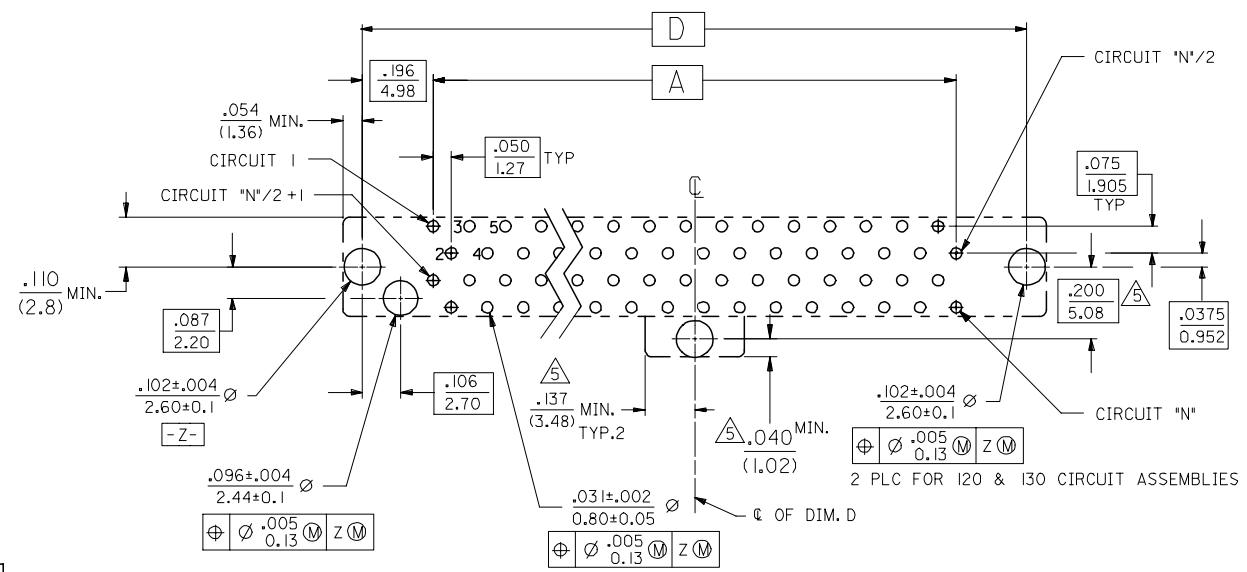 D
CIRCUIT "N"/2
.196
4.98
A
.054
(1.36) MIN.
.050
1.27 TYP
.075
1.905
TYP
CIRCUIT 1
℄
CIRCUIT "N"/2 +1
3 5
2 4
.110
(2.8) MIN.
.200
5.08
5
.0375
0.952
.087
2.20
.102±.004
2.60±0.1 Ø
-Z-
.106
2.70
5
.137
(3.48) MIN.
TYP.2
5
.040 MIN.
(1.02)
.102±.004
2.60±0.1 Ø
CIRCUIT "N"
⌖ Ø .005
0.13 Ⓜ Z Ⓜ
2 PLC FOR 120 & 130 CIRCUIT ASSEMBLIES
.096±.004
2.44±0.1 Ø
⌖ Ø .005
0.13 Ⓜ Z Ⓜ
.031±.002
0.80±0.05 Ø
⌖ Ø .005
0.13 Ⓜ Z Ⓜ
℄ OF DIM. D